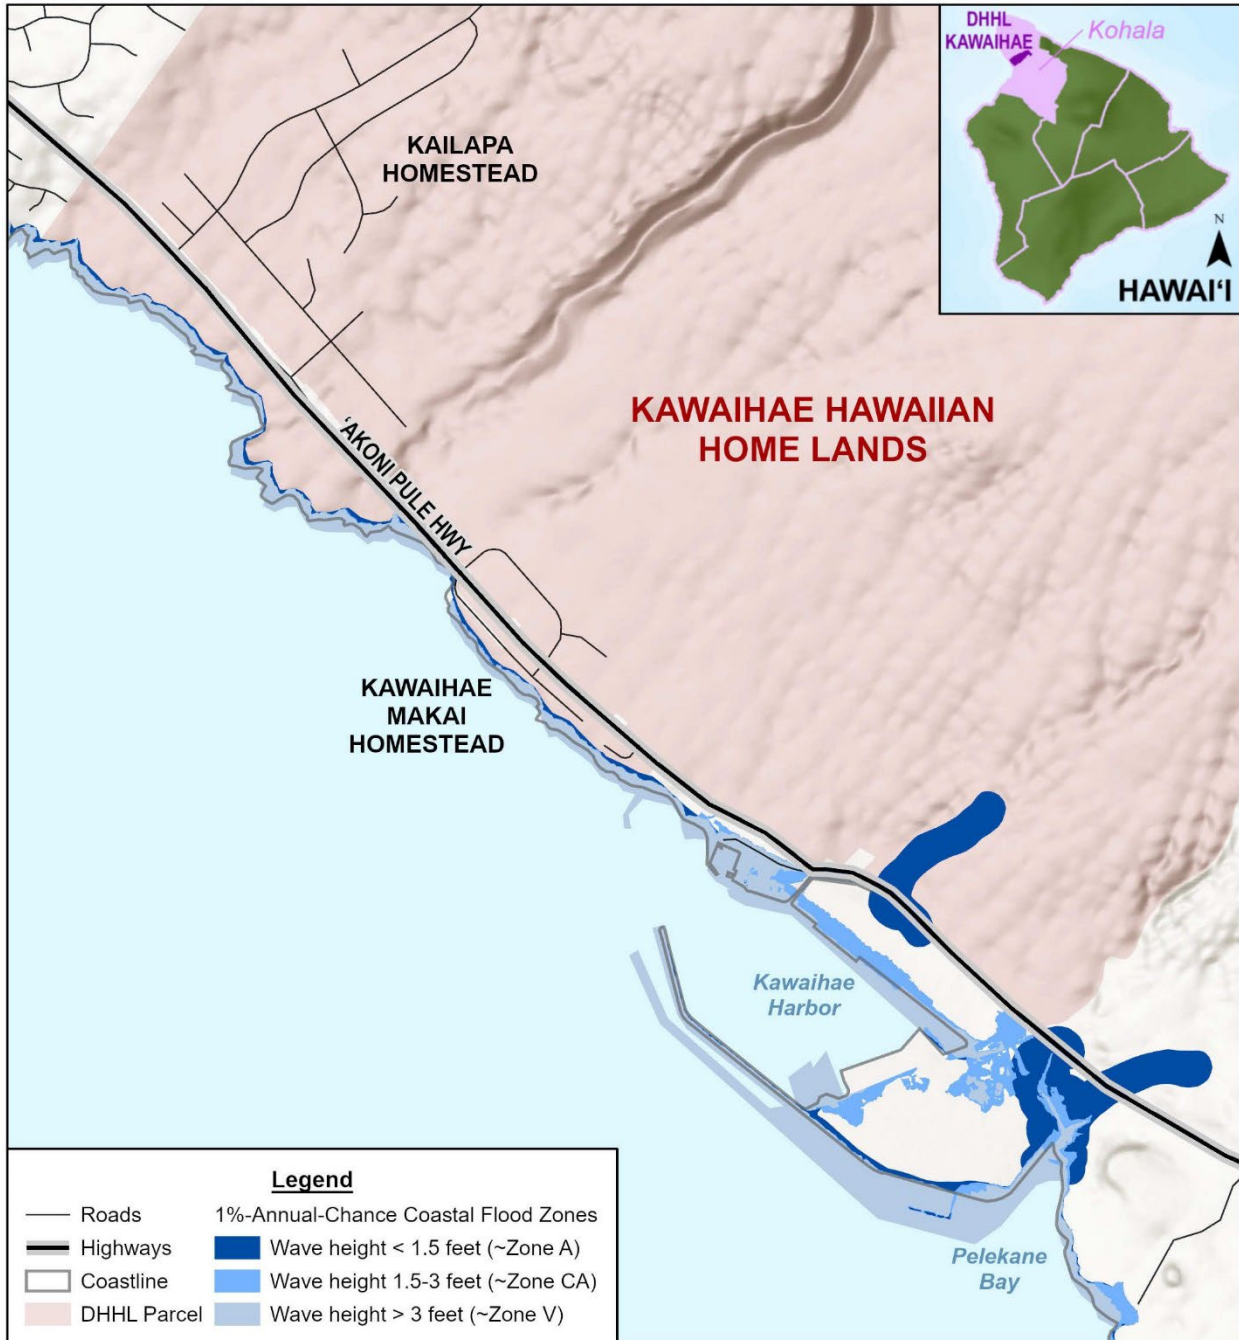 DHHL
KAWAIHAE
Kohala
N
HAWAIʻI
KAILAPA
HOMESTEAD
KAWAIHAE HAWAIIAN
HOME LANDS
ʻAKONI PULE HWY
KAWAIHAE
MAKAI
HOMESTEAD
Kawaihae
Harbor
Pelekane
Bay
Legend
Roads
1%-Annual-Chance Coastal Flood Zones
Highways
Wave height < 1.5 feet (~Zone A)
Coastline
Wave height 1.5-3 feet (~Zone CA)
DHHL Parcel
Wave height > 3 feet (~Zone V)